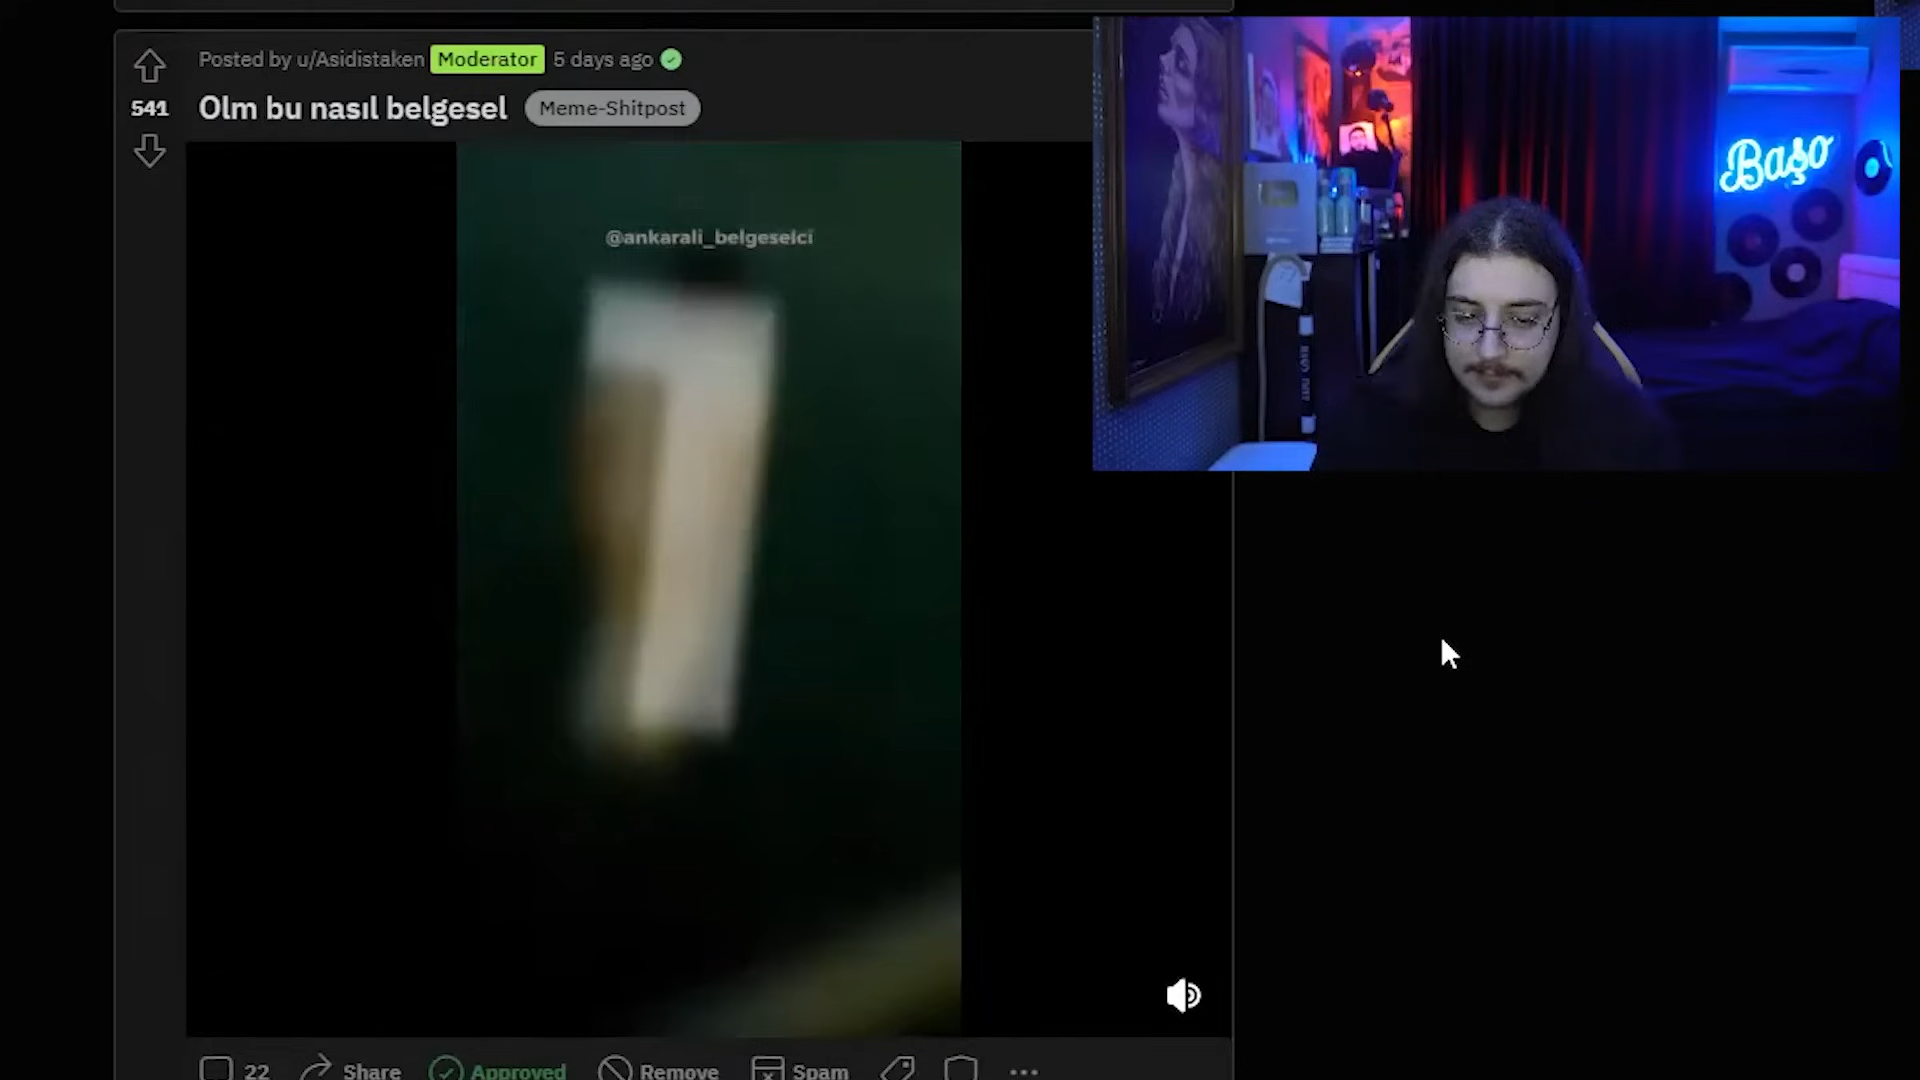 Posted by u/Asidistaken Moderator 5 days ago
541
Olm bu nasıl belgesel Meme-Shitpost
@ankarali_belgeselci
Başo
22 Share Approved Remove Spam